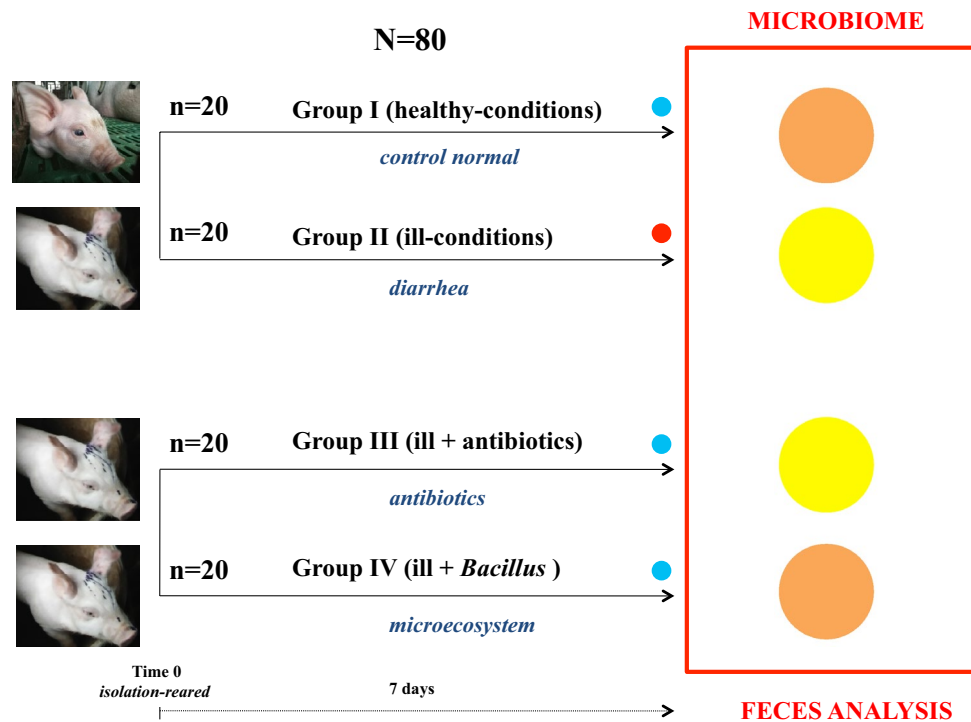 MICROBIOME
N=80
n=20
Group I (healthy-conditions)
control normal
n=20
Group II (ill-conditions)
diarrhea
n=20
Group III (ill + antibiotics)
antibiotics
n=20
Group IV (ill + Bacillus )
microecosystem
Time 0
isolation-reared
7 days
FECES ANALYSIS